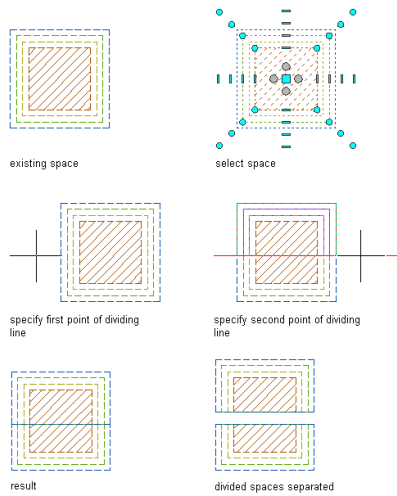 existing space
select space
specify first point of dividing
line
specify second point of dividing
line
result
divided spaces separated